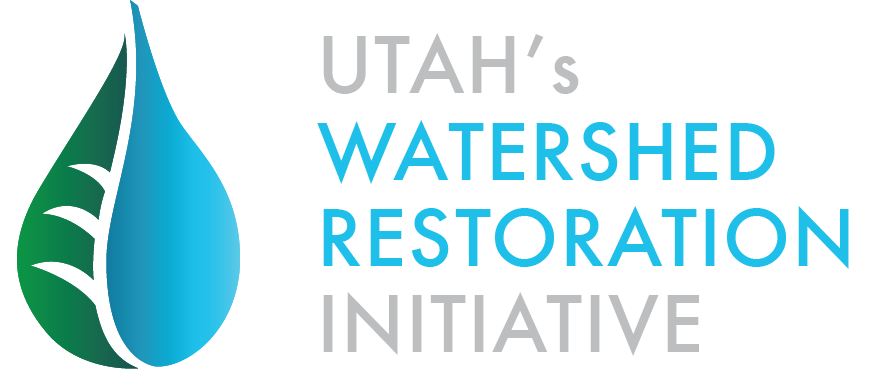 UTAH’s
WATERSHED
RESTORATION
INITIATIVE